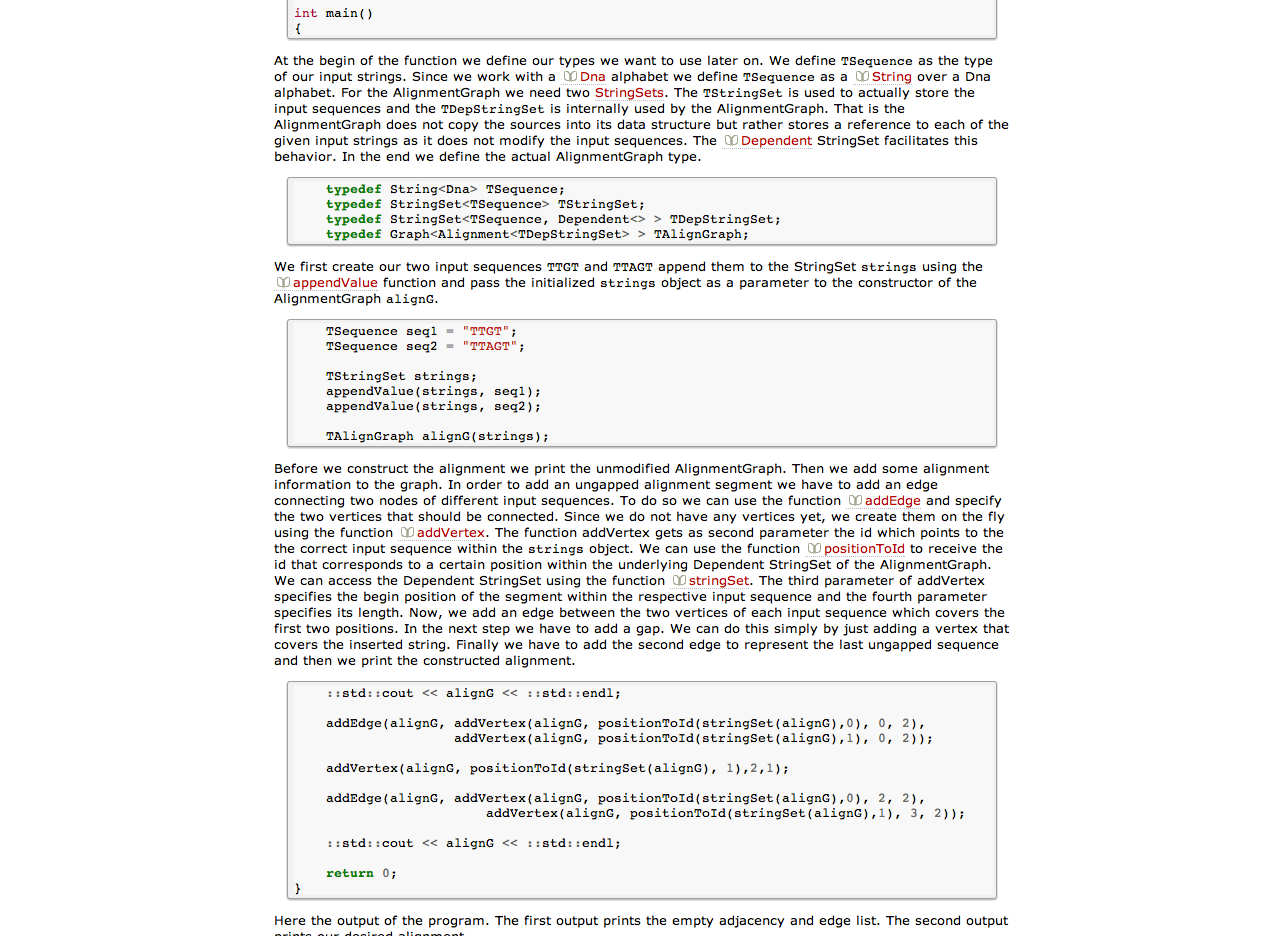 int main()
{
At the begin of the function we define our types we want to use later on. We define TSequence as the type
of our input strings. Since we work with a Dna alphabet we define TSequence as a String over a Dna
alphabet. For the AlignmentGraph we need two StringSets. The TStringSet is used to actually store the
input sequences and the TDepStringSet is internally used by the AlignmentGraph. That is the
AlignmentGraph does not copy the sources into its data structure but rather stores a reference to each of the
given input strings as it does not modify the input sequences. The Dependent StringSet facilitates this
behavior. In the end we define the actual AlignmentGraph type.
typedef String<Dna> TSequence;
typedef StringSet<TSequence> TStringSet;
typedef StringSet<TSequence, Dependent<> > TDepStringSet;
typedef Graph<Alignment<TDepStringSet> > TAlignGraph;
We first create our two input sequences TTGT and TTAGT append them to the StringSet strings using the
appendValue function and pass the initialized strings object as a parameter to the constructor of the
AlignmentGraph alignG.
TSequence seq1 = "TTGT";
TSequence seq2 = "TTAGT";
TStringSet strings;
appendValue(strings, seq1);
appendValue(strings, seq2);
TAlignGraph alignG(strings);
Before we construct the alignment we print the unmodified AlignmentGraph. Then we add some alignment
information to the graph. In order to add an ungapped alignment segment we have to add an edge
connecting two nodes of different input sequences. To do so we can use the function addEdge and specify
the two vertices that should be connected. Since we do not have any vertices yet, we create them on the fly
using the function addVertex. The function addVertex gets as second parameter the id which points to the
the correct input sequence within the strings object. We can use the function positionToId to receive the
id that corresponds to a certain position within the underlying Dependent StringSet of the AlignmentGraph.
We can access the Dependent StringSet using the function stringSet. The third parameter of addVertex
specifies the begin position of the segment within the respective input sequence and the fourth parameter
specifies its length. Now, we add an edge between the two vertices of each input sequence which covers the
first two positions. In the next step we have to add a gap. We can do this simply by just adding a vertex that
covers the inserted string. Finally we have to add the second edge to represent the last ungapped sequence
and then we print the constructed alignment.
::std::cout << alignG << ::std::endl;
addEdge(alignG, addVertex(alignG, positionToId(stringSet(alignG),0), 0, 2),
addVertex(alignG, positionToId(stringSet(alignG),1), 0, 2));
addVertex(alignG, positionToId(stringSet(alignG), 1),2,1);
addEdge(alignG, addVertex(alignG, positionToId(stringSet(alignG),0), 2, 2),
addVertex(alignG, positionToId(stringSet(alignG),1), 3, 2));
::std::cout << alignG << ::std::endl;
return 0;
}
Here the output of the program. The first output prints the empty adjacency and edge list. The second output
prints our desired alignment.